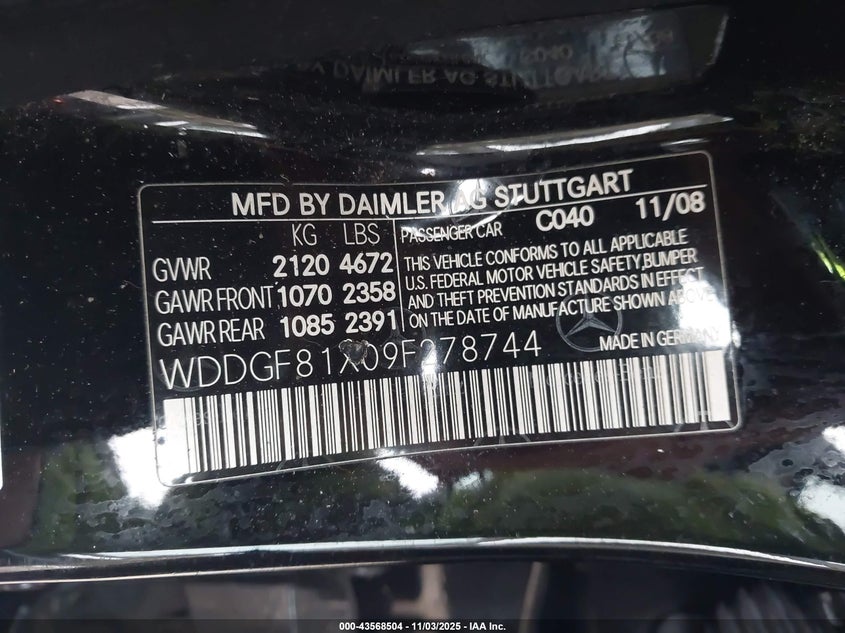 MFD BY DAIMLER AG STUTTGART
KG LBS
GVWR 2120 4672
GAWR FRONT 1070 2358
GAWR REAR 1085 2391
PASSENGER CAR C040 11/08
THIS VEHICLE CONFORMS TO ALL APPLICABLE
U.S. FEDERAL MOTOR VEHICLE SAFETY,BUMPER
AND THEFT PREVENTION STANDARDS IN EFFECT
ON THE DATE OF MANUFACTURE SHOWN ABOVE
WDDGF81X09F278744
MADE IN GERMANY
000-43568504 | 11/03/2025 - IAA Inc.